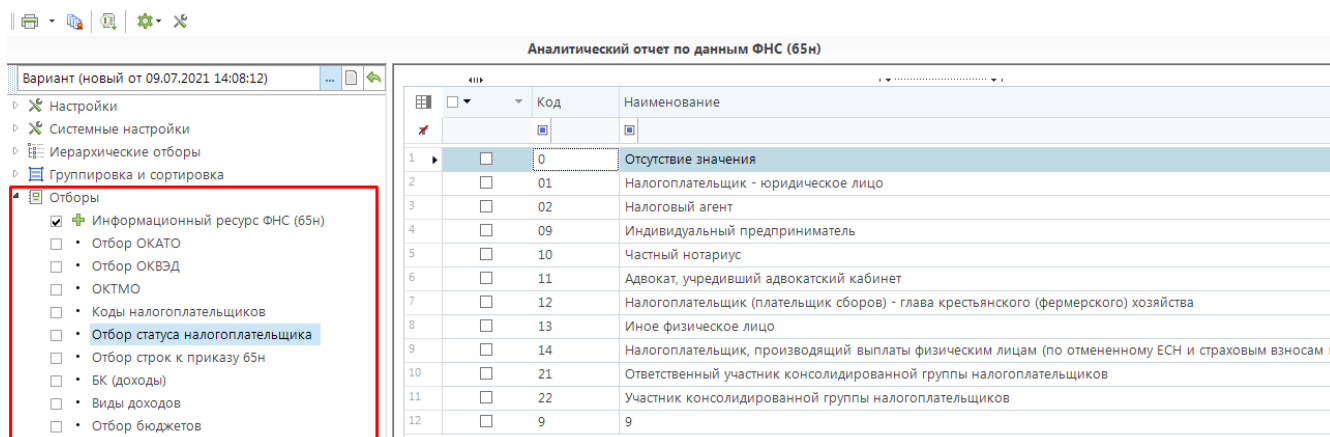 Аналитический отчет по данным ФНС (65н)
Вариант (новый от 09.07.2021 14:08:12) ...
Настройки
Системные настройки
Иерархические отборы
Группировка и сортировка
Отборы
Информационный ресурс ФНС (65н)
Отбор ОКАТО
Отбор ОКВЭД
ОКТМО
Коды налогоплательщиков
Отбор статуса налогоплательщика
Отбор строк к приказу 65н
БК (доходы)
Виды доходов
Отбор бюджетов
Код Наименование
1 0 Отсутствие значения
2 01 Налогоплательщик - юридическое лицо
3 02 Налоговый агент
4 09 Индивидуальный предприниматель
5 10 Частный нотариус
6 11 Адвокат, учредивший адвокатский кабинет
7 12 Налогоплательщик (плательщик сборов) - глава крестьянского (фермерского) хозяйства
8 13 Иное физическое лицо
9 14 Налогоплательщик, производящий выплаты физическим лицам (по отмененному ЕСН и страховым взносам
10 21 Ответственный участник консолидированной группы налогоплательщиков
11 22 Участник консолидированной группы налогоплательщиков
12 9 9